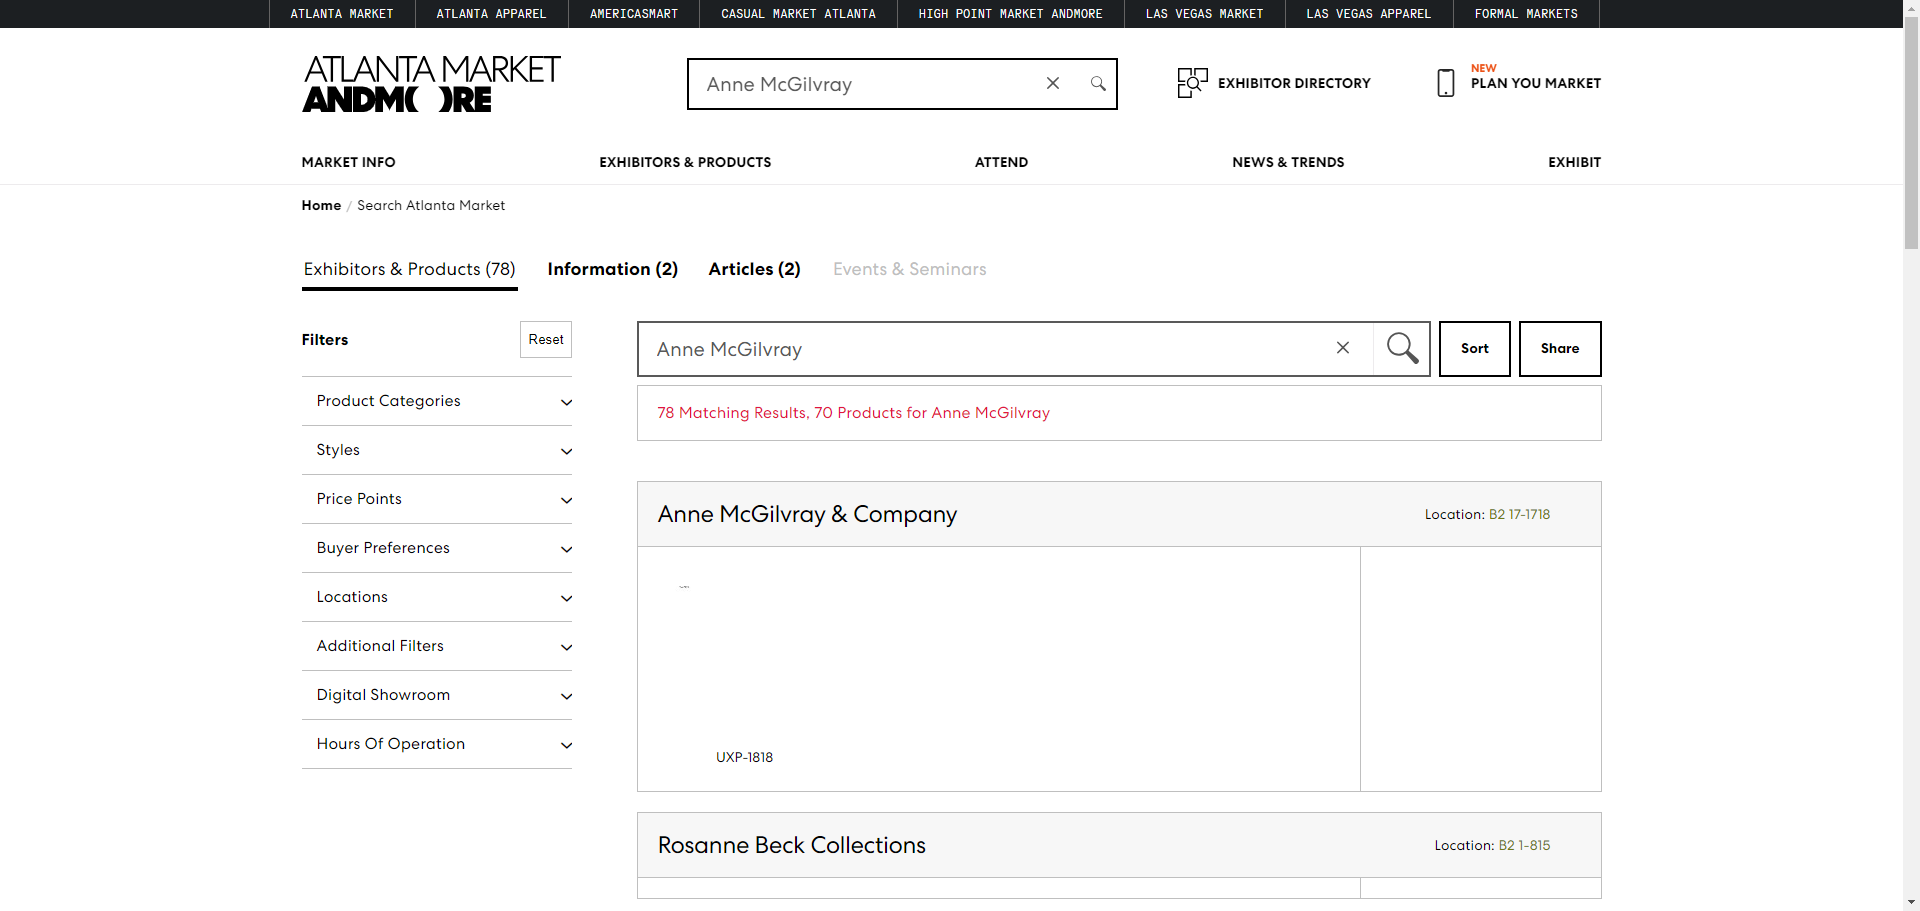 ATLANTA MARKET
ATLANTA APPAREL
AMERICASMART
CASUAL MARKET ATLANTA
HIGH POINT MARKET ANDMORE
LAS VEGAS MARKET
LAS VEGAS APPAREL
FORMAL MARKETS
ATLANTA MARKET
ANDMORE
Anne McGilvray
EXHIBITOR DIRECTORY
NEW
PLAN YOU MARKET
MARKET INFO
EXHIBITORS & PRODUCTS
ATTEND
NEWS & TRENDS
EXHIBIT
Home / Search Atlanta Market
Exhibitors & Products (78)
Information (2)
Articles (2)
Events & Seminars
Filters
Reset
Product Categories
Styles
Price Points
Buyer Preferences
Locations
Additional Filters
Digital Showroom
Hours Of Operation
Anne McGilvray
Sort
Share
78 Matching Results, 70 Products for Anne McGilvray
Anne McGilvray & Company
Location: B2 17-1718
UXP-1818
Rosanne Beck Collections
Location: B2 1-815